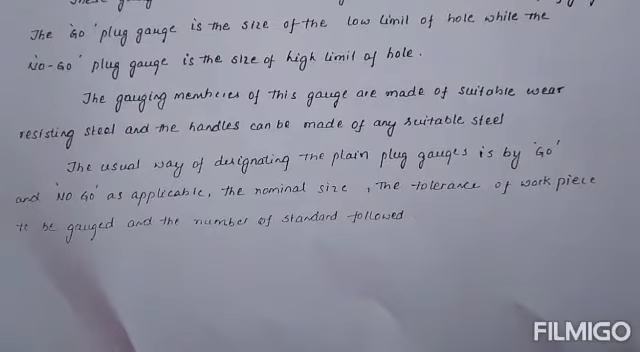 The 'Go' plug gauge is the size of the low limit of hole while the
'No-Go' plug gauge is the size of high limit of hole.
The gauging members of this gauge are made of suitable wear
resisting steel and the handles can be made of any suitable steel
The usual way of designating the plain plug gauges is by 'Go'
and 'No Go' as applicable, the nominal size, the tolerance of work piece
to be gauged and the number of standard followed
FILMIGO